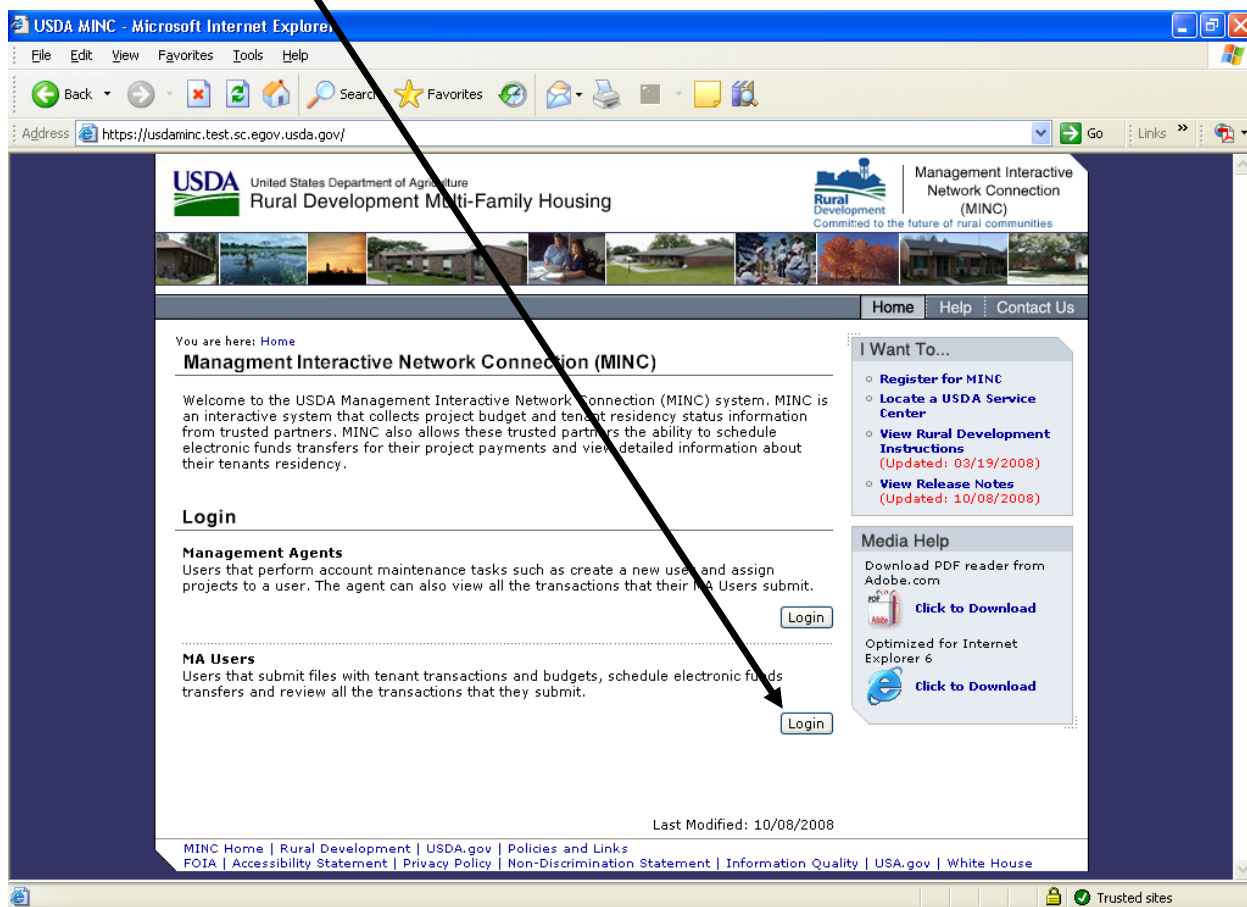 USDA MINC - Microsoft Internet Explorer
File Edit View Favorites Tools Help
Back Search Favorites
Address https://usdaminc.test.sc.egov.usda.gov/ Go Links »
USDA United States Department of Agriculture
Rural Development Multi-Family Housing
Rural Development
Committed to the future of rural communities
Management Interactive
Network Connection
(MINC)
Home Help Contact Us
You are here: Home
Managment Interactive Network Connection (MINC)
Welcome to the USDA Management Interactive Network Connection (MINC) system. MINC is
an interactive system that collects project budget and tenant residency status information
from trusted partners. MINC also allows these trusted partners the ability to schedule
electronic funds transfers for their project payments and view detailed information about
their tenants residency.
Login
Management Agents
Users that perform account maintenance tasks such as create a new user and assign
projects to a user. The agent can also view all the transactions that their MA Users submit.
Login
MA Users
Users that submit files with tenant transactions and budgets, schedule electronic funds
transfers and review all the transactions that they submit.
Login
Last Modified: 10/08/2008
I Want To...
Register for MINC
Locate a USDA Service
Center
View Rural Development
Instructions
(Updated: 03/19/2008)
View Release Notes
(Updated: 10/08/2008)
Media Help
Download PDF reader from
Adobe.com
PDF
Adobe
Click to Download
Optimized for Internet
Explorer 6
Click to Download
MINC Home | Rural Development | USDA.gov | Policies and Links
FOIA | Accessibility Statement | Privacy Policy | Non-Discrimination Statement | Information Quality | USA.gov | White House
Trusted sites